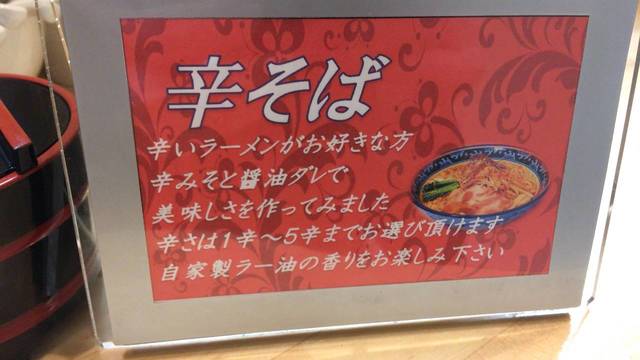 辛そば
辛いラーメンがお好きな方
辛みそと醤油ダレで
美味しさを作ってみました
辛さは1辛～5辛までお選び頂けます
自家製ラー油の香りをお楽しみ下さい